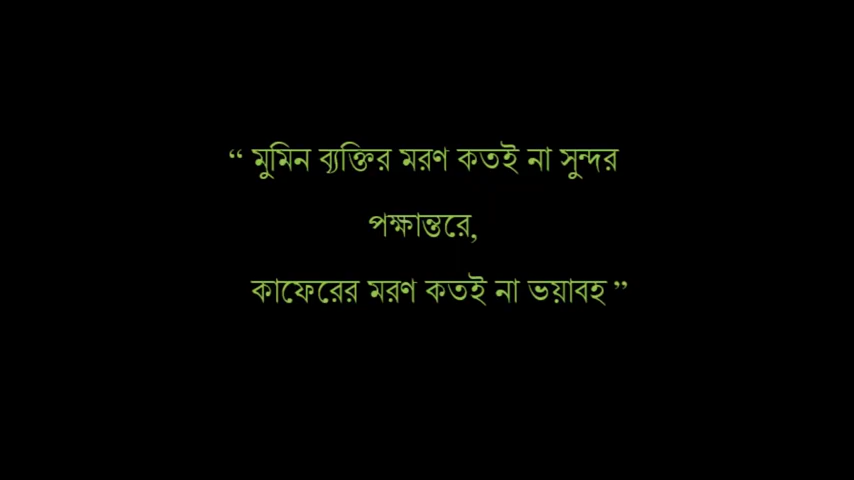 “ মুমিন ব্যক্তির মরণ কতই না সুন্দর
পক্ষান্তরে,
কাফেরের মরণ কতই না ভয়াবহ ”